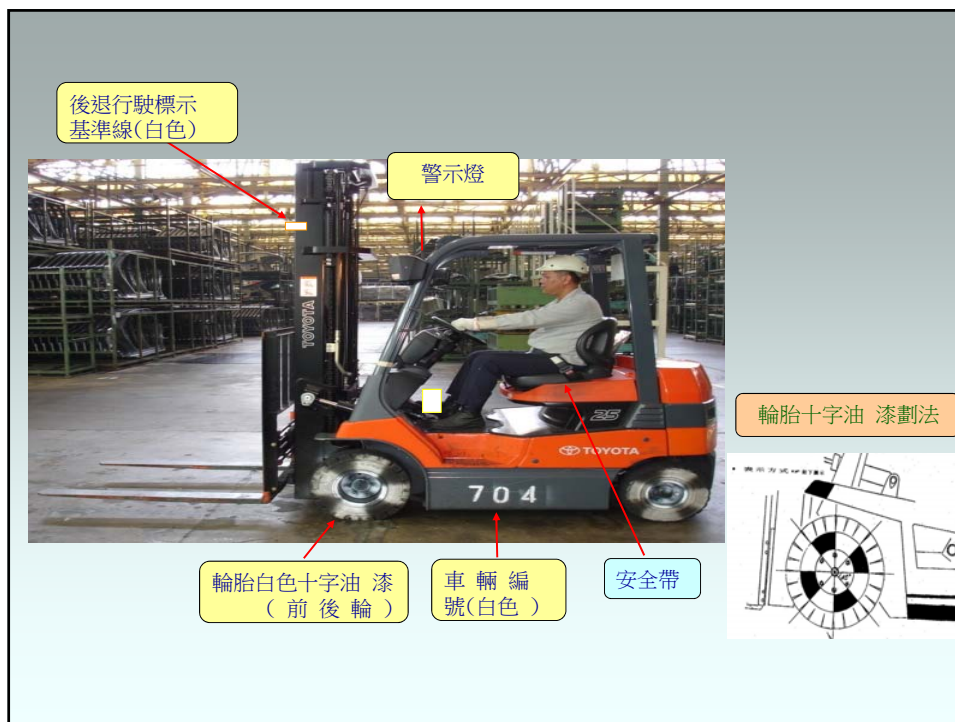 後退行駛標示
基準線(白色)
警示燈
TOYOTA
25
TOYOTA
704
輪胎十字油 漆劃法
輪胎白色十字油 漆
( 前 後 輪 )
車 輛 編
號(白色 )
安全帶